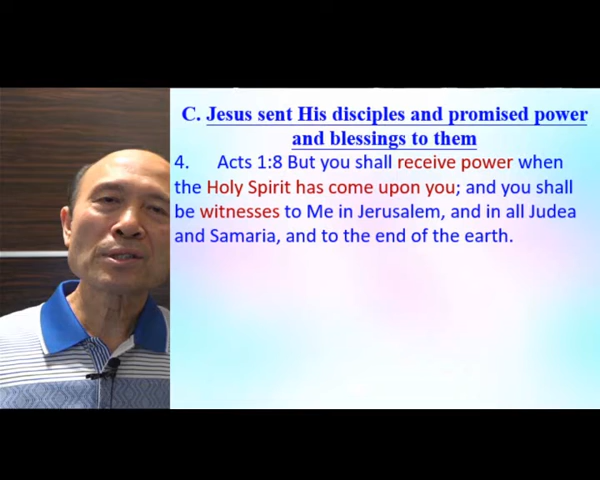 C. Jesus sent His disciples and promised power
and blessings to them
4. Acts 1:8 But you shall receive power when
the Holy Spirit has come upon you; and you shall
be witnesses to Me in Jerusalem, and in all Judea
and Samaria, and to the end of the earth.